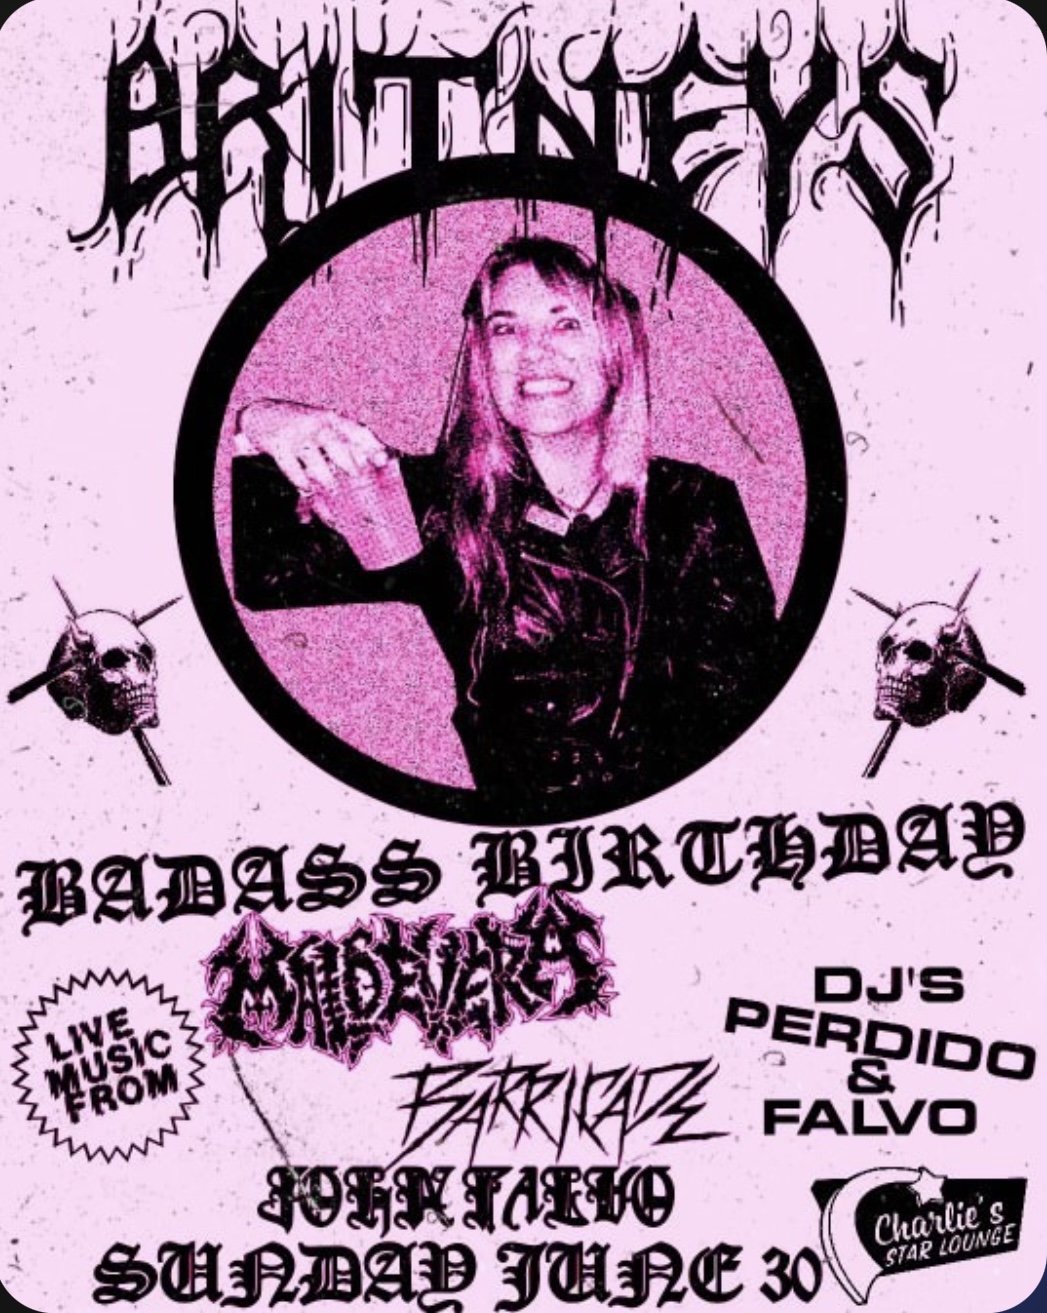 BRITNEYS
BADASS BIRTHDAY
LIVE
MUSIC
FROM
MALDEVERA
BARRICADE
JOHN FALVO
DJ'S
PERDIDO
&
FALVO
SUNDAY JUNE 30
Charlie's
STAR LOUNGE